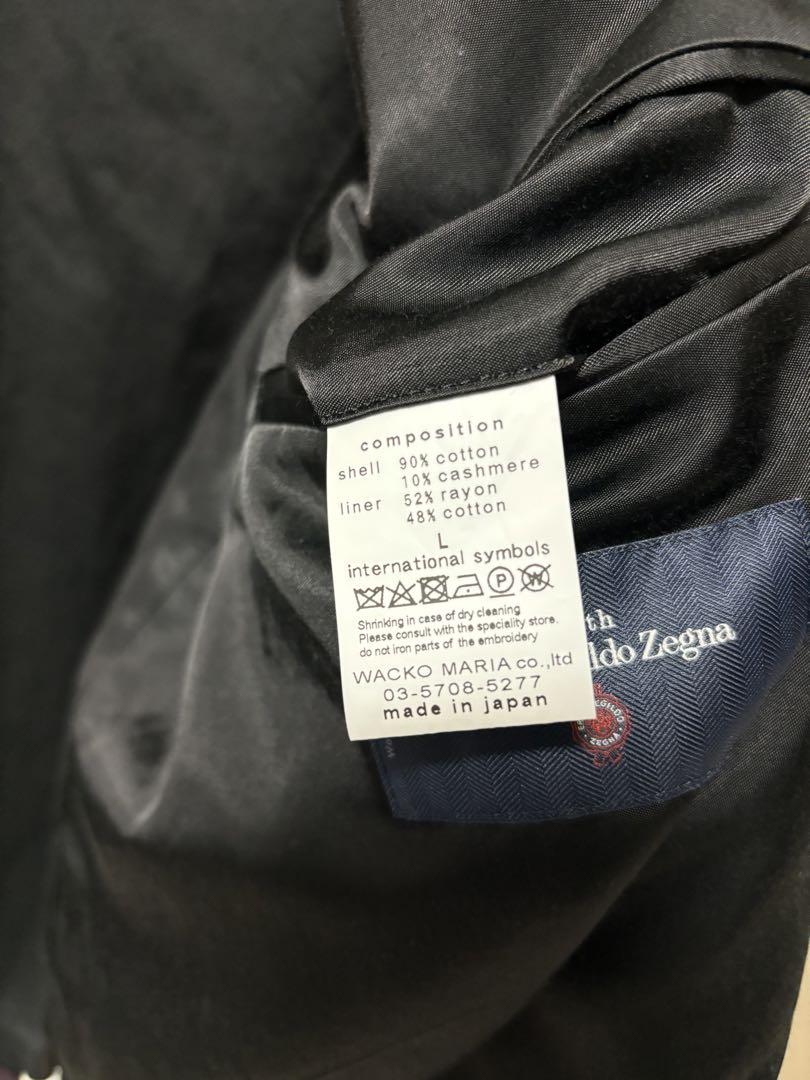 composition
shell 90% cotton
10% cashmere
liner 52% rayon
48% cotton
L
international symbols
P W
Shrinking in case of dry cleaning
Please consult with the speciality store.
do not iron parts of the embroidery
WACKO MARIA co.,ltd
03-5708-5277
made in japan
th
ldo Zegna
ZEGNA